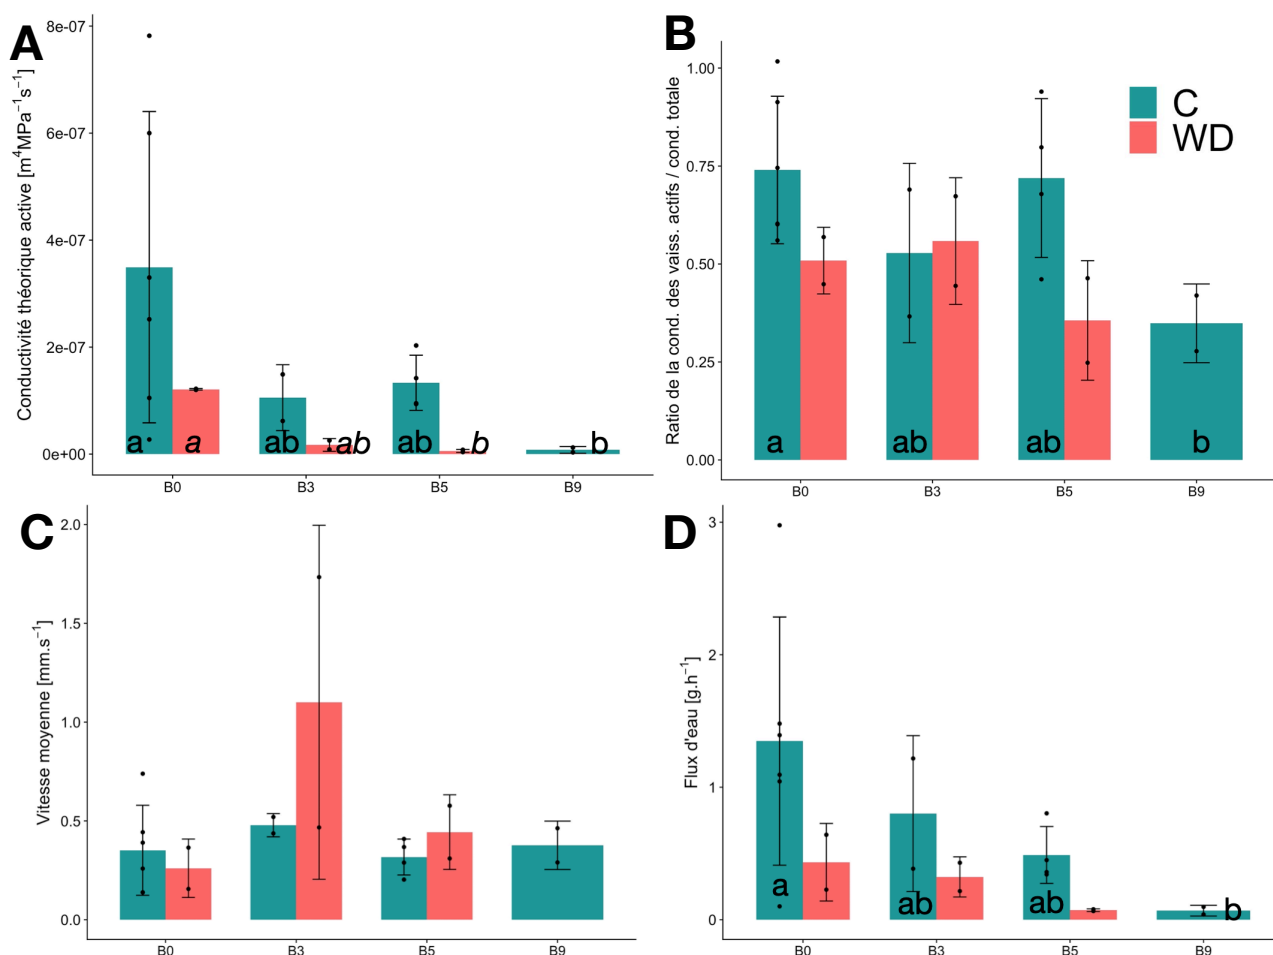 A
Conductivité théorique active [m⁴MPa⁻¹s⁻¹]
8e-07
6e-07
4e-07
2e-07
0e+00
a a ab ab ab b b
B0 B3 B5 B9
B
Ratio de la cond. des vaiss. actifs / cond. totale
1.00
0.75
0.50
0.25
0.00
C
WD
a ab ab b
B0 B3 B5 B9
C
Vitesse moyenne [mm.s⁻¹]
2.0
1.5
1.0
0.5
0.0
B0 B3 B5 B9
D
Flux d'eau [g.h⁻¹]
3
2
1
0
a ab ab b
B0 B3 B5 B9